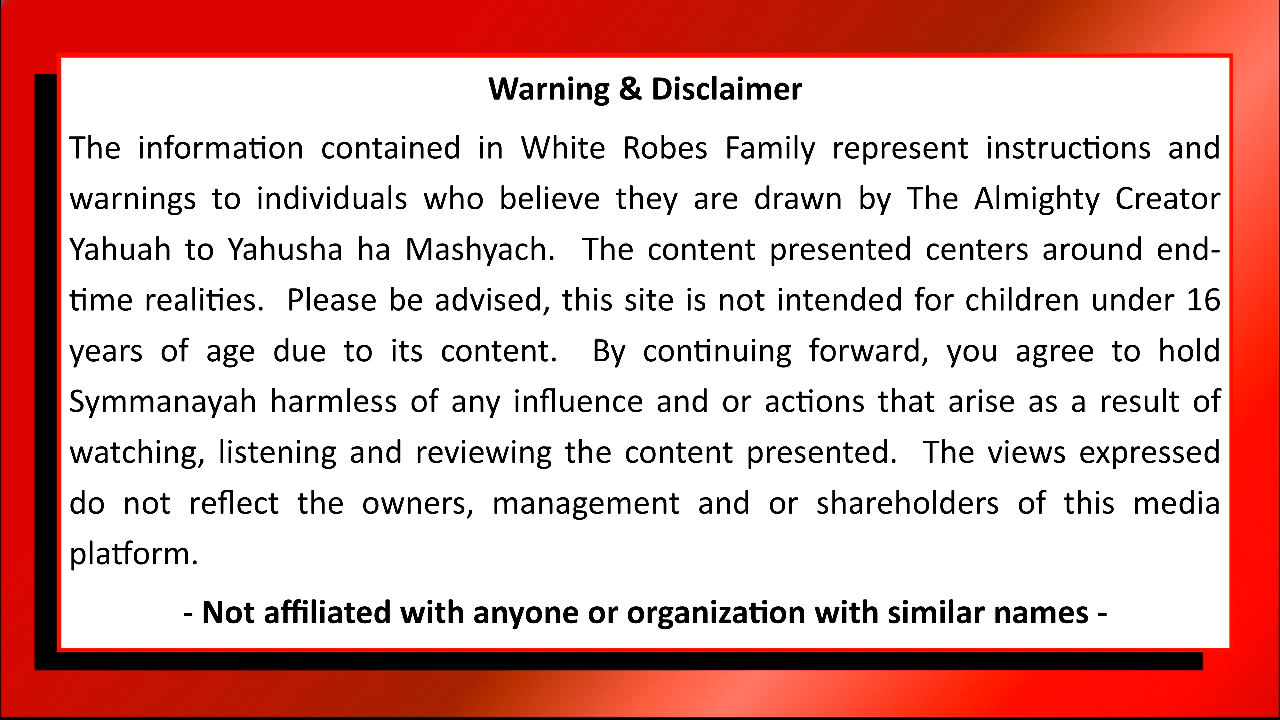 Warning & Disclaimer
The information contained in White Robes Family represent instructions and
warnings to individuals who believe they are drawn by The Almighty Creator
Yahuah to Yahusha ha Mashyach.  The content presented centers around end-
time realities.  Please be advised, this site is not intended for children under 16
years of age due to its content.  By continuing forward, you agree to hold
Symmanayah harmless of any influence and or actions that arise as a result of
watching, listening and reviewing the content presented.  The views expressed
do not reflect the owners, management and or shareholders of this media
platform.
- Not affiliated with anyone or organization with similar names -